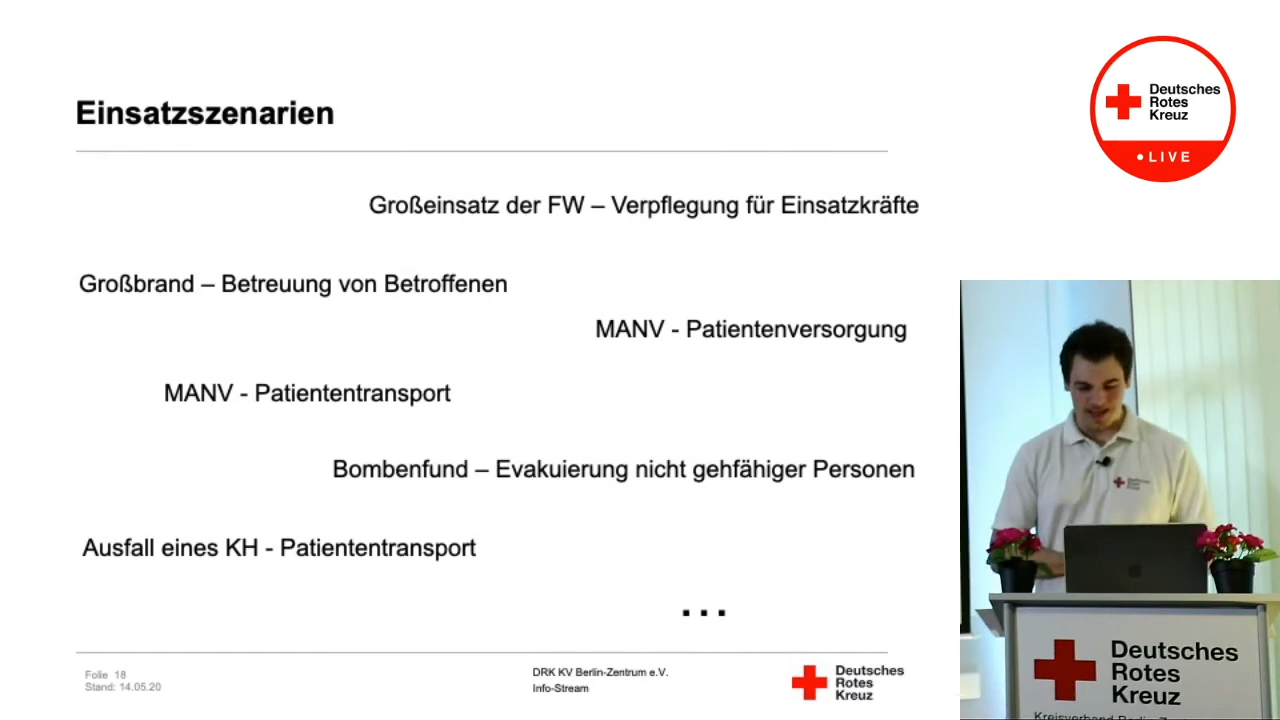 Einsatzszenarien
Großeinsatz der FW – Verpflegung für Einsatzkräfte
Großbrand – Betreuung von Betroffenen
MANV - Patientenversorgung
MANV - Patiententransport
Bombenfund – Evakuierung nicht gehfähiger Personen
Ausfall eines KH - Patiententransport
...
Folie 18
Stand: 14.05.20
DRK KV Berlin-Zentrum e.V.
Info-Stream
Deutsches
Rotes
Kreuz
Deutsches
Rotes
Kreuz
• LIVE
Deutsches
Rotes
Kreuz
Deutsches
Rotes
Kreuz